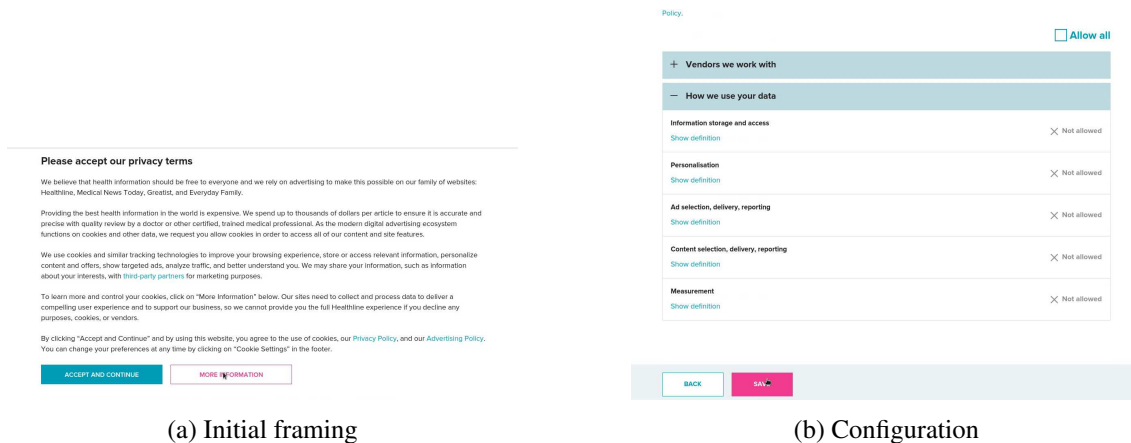 Please accept our privacy terms
We believe that health information should be free to everyone and we rely on advertising to make this possible on our family of websites:
Healthline, Medical News Today, Greatist, and Everyday Family.
Providing the best health information in the world is expensive. We spend up to thousands of dollars per article to ensure it is accurate and
precise with quality review by a doctor or other certified, trained medical professional. As the modern digital advertising ecosystem
functions on cookies and other data, we request you allow cookies in order to access all of our content and site features.
We use cookies and similar tracking technologies to improve your browsing experience, store or access relevant information, personalize
content and offers, show targeted ads, analyze traffic, and better understand you. We may share your information, such as information
about your interests, with third-party partners for marketing purposes.
To learn more and control your cookies, click on “More Information” below. Our sites need to collect and process data to deliver a
compelling user experience and to support our business, so we cannot provide you the full Healthline experience if you decline any
purposes, cookies, or vendors.
By clicking “Accept and Continue” and by using this website, you agree to the use of cookies, our Privacy Policy, and our Advertising Policy.
You can change your preferences at any time by clicking on “Cookie Settings” in the footer.
ACCEPT AND CONTINUE
MORE INFORMATION
(a) Initial framing
Policy.
Allow all
+ Vendors we work with
− How we use your data
Information storage and access
Show definition
Not allowed
Personalisation
Show definition
Not allowed
Ad selection, delivery, reporting
Show definition
Not allowed
Content selection, delivery, reporting
Show definition
Not allowed
Measurement
Show definition
Not allowed
BACK
SAVE
(b) Configuration